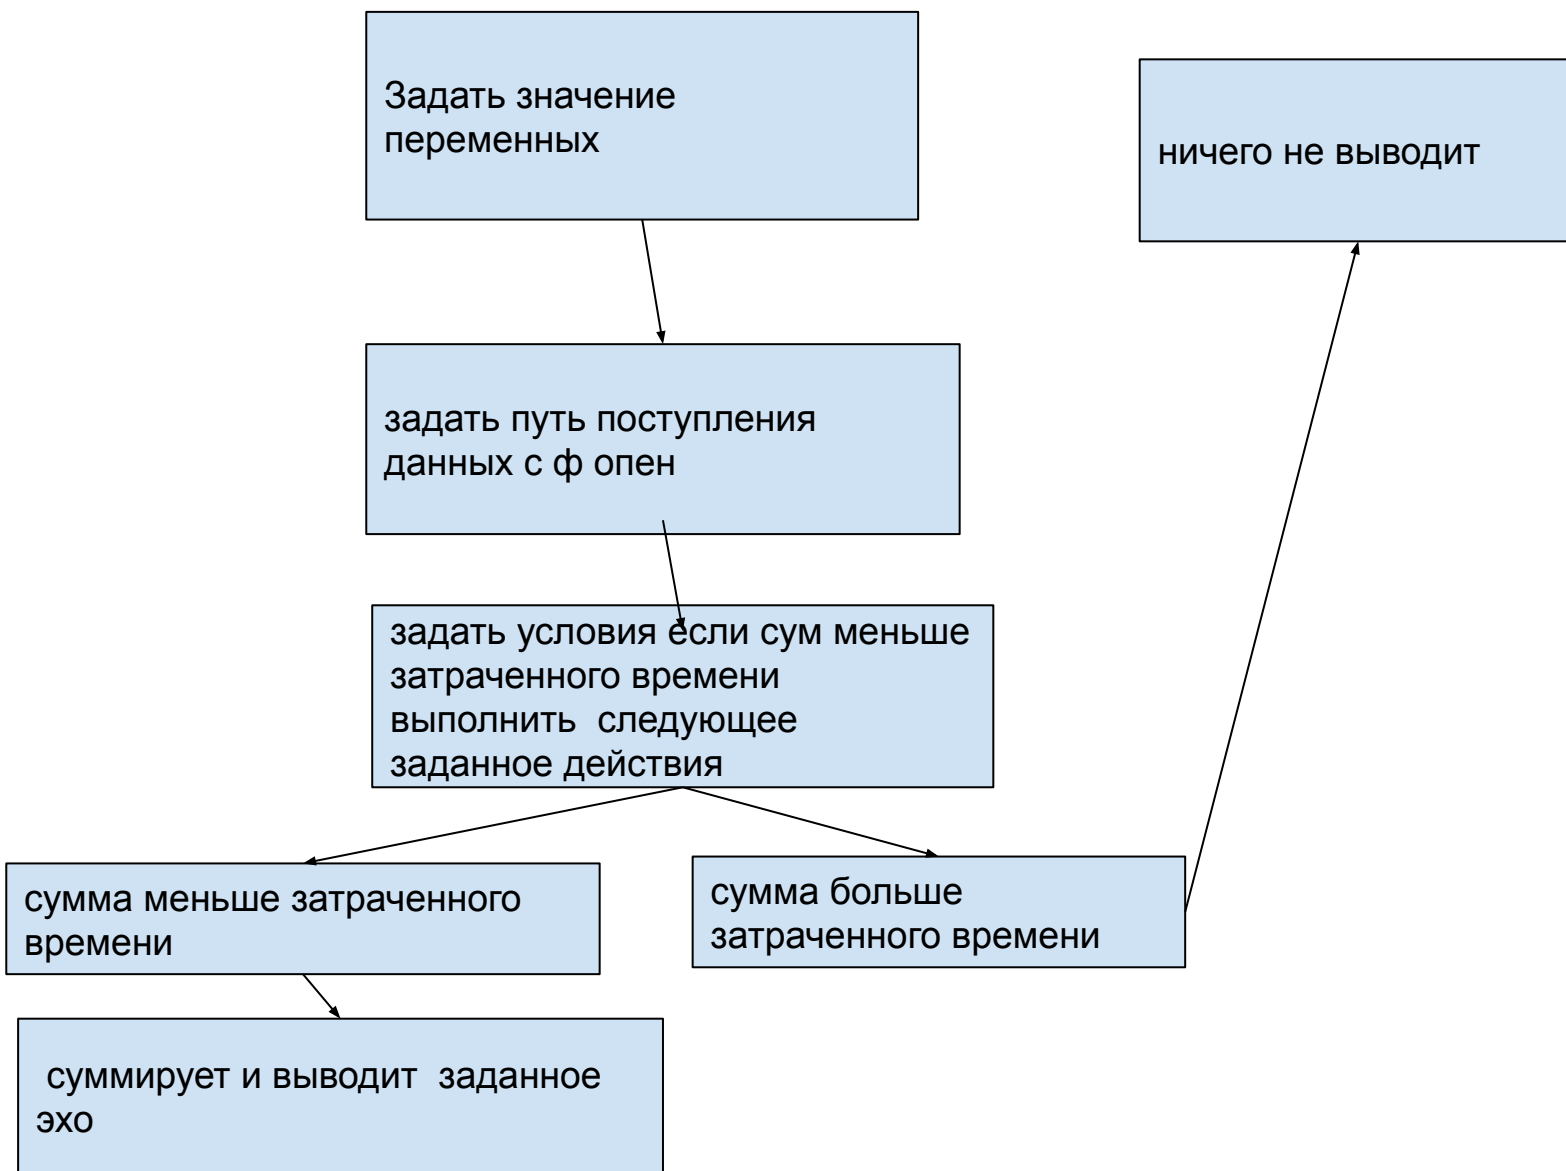 Задать значение
переменных
ничего не выводит
задать путь поступления
данных с ф опен
задать условия если сум меньше
затраченного времени
выполнить  следующее
заданное действия
сумма меньше затраченного
времени
сумма больше
затраченного времени
суммирует и выводит  заданное
эхо